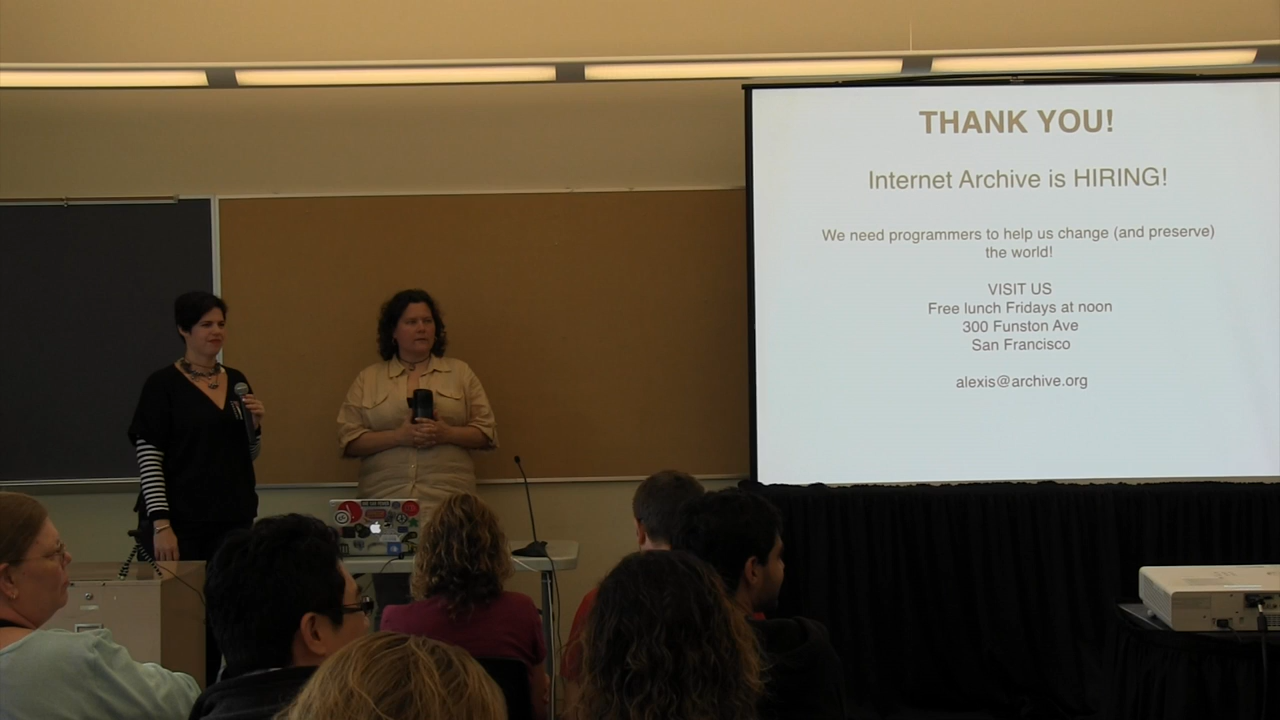 THANK YOU!
Internet Archive is HIRING!
We need programmers to help us change (and preserve)
the world!
VISIT US
Free lunch Fridays at noon
300 Funston Ave
San Francisco
alexis@archive.org